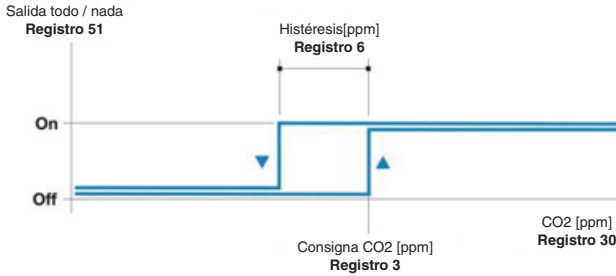 Salida todo / nada
Registro 51
Histéresis[ppm]
Registro 6
On
Off
Consigna CO2 [ppm]
Registro 3
CO2 [ppm]
Registro 30